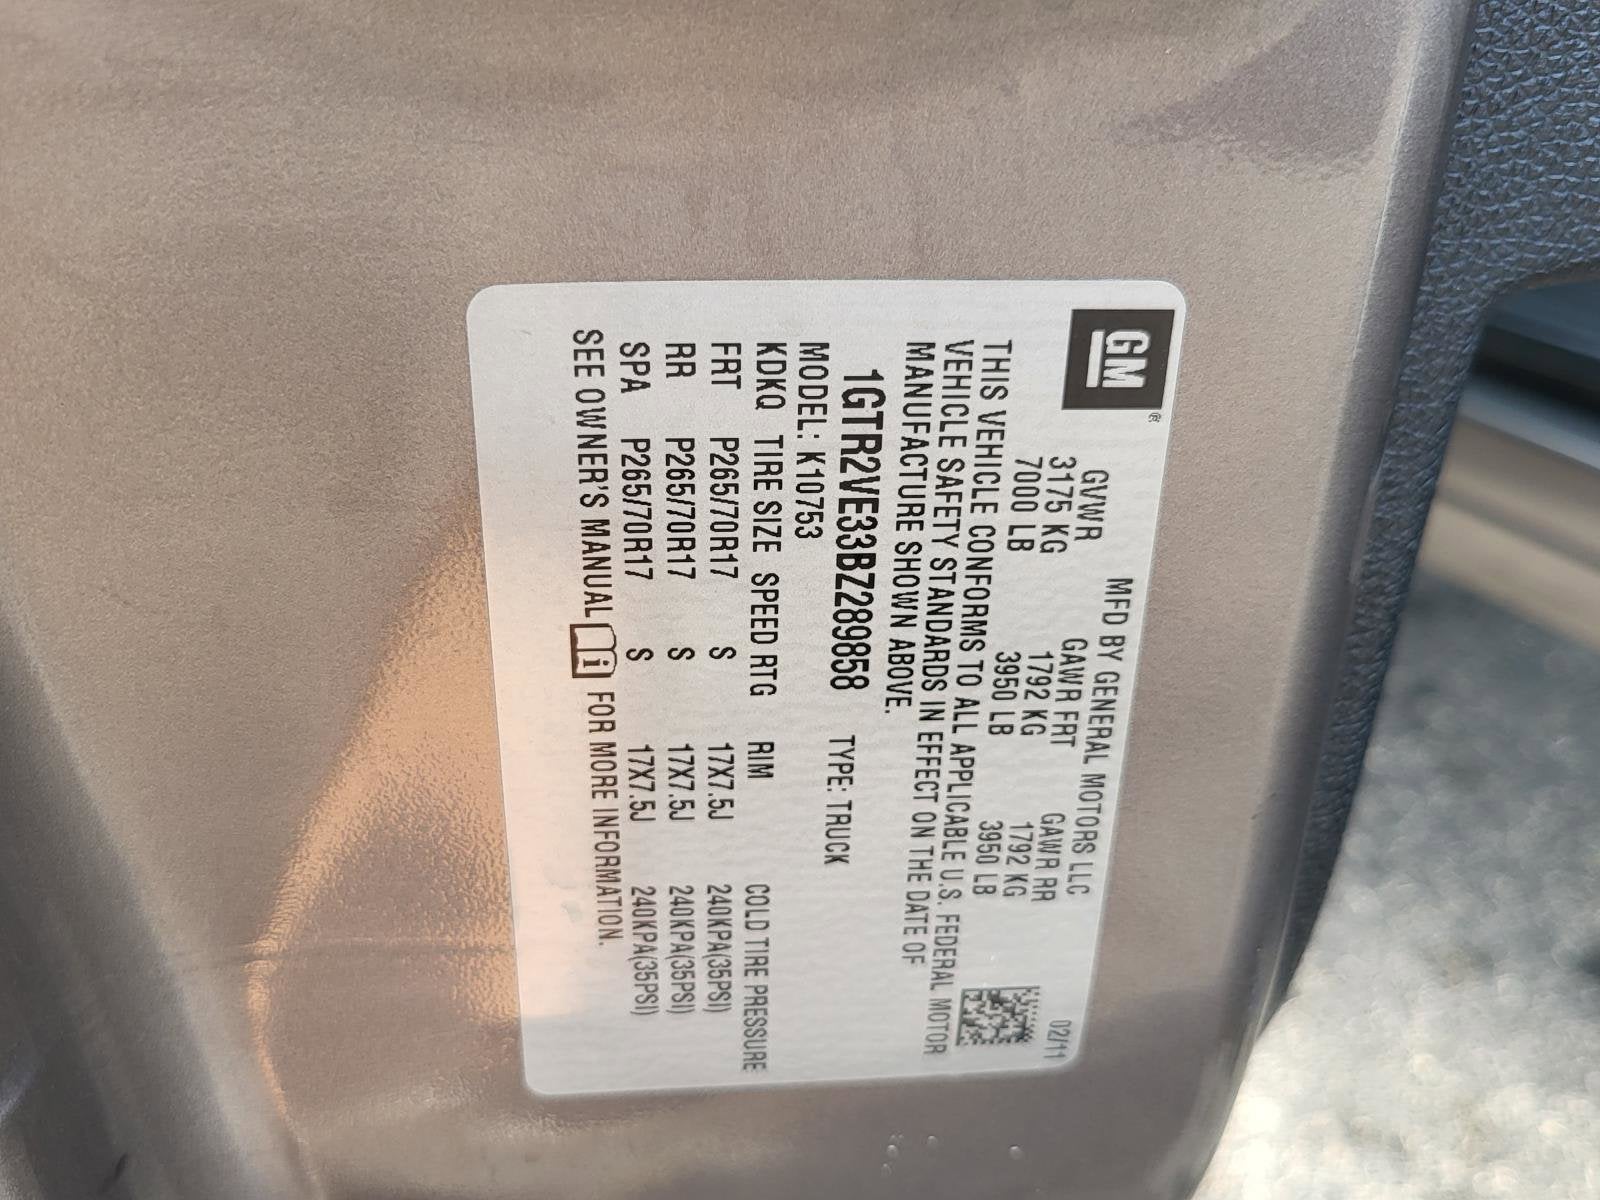 GM®
MFD BY GENERAL MOTORS LLC 02/11
GVWR GAWR FRT GAWR RR
3175 KG 1792 KG 1792 KG
7000 LB 3950 LB 3950 LB
THIS VEHICLE CONFORMS TO ALL APPLICABLE U.S. FEDERAL MOTOR
VEHICLE SAFETY STANDARDS IN EFFECT ON THE DATE OF
MANUFACTURE SHOWN ABOVE.
1GTR2VE33BZ289858 TYPE: TRUCK
MODEL: K10753
KDKQ TIRE SIZE SPEED RTG RIM COLD TIRE PRESSURE
FRT P265/70R17 S 17X7.5J 240KPA(35PSI)
RR P265/70R17 S 17X7.5J 240KPA(35PSI)
SPA P265/70R17 S 17X7.5J 240KPA(35PSI)
SEE OWNER'S MANUAL i FOR MORE INFORMATION.